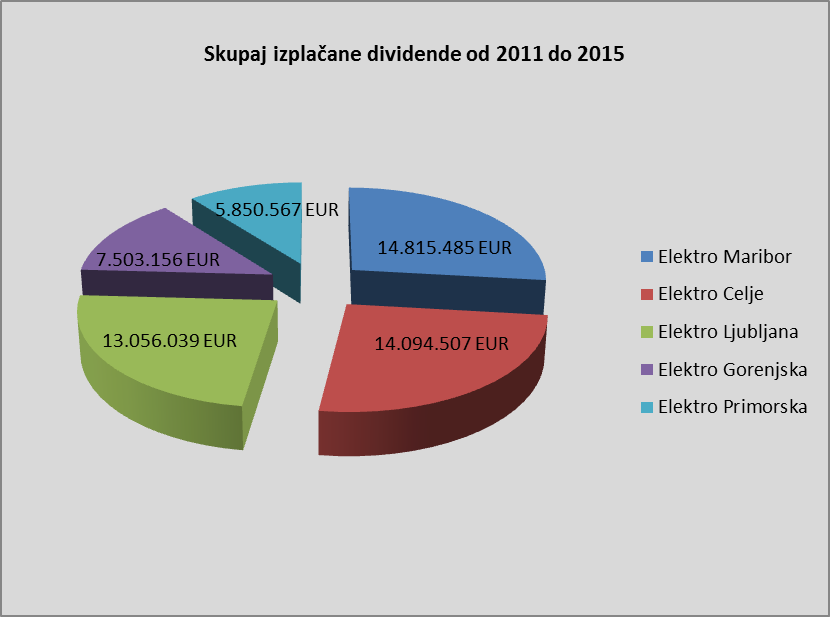 Skupaj izplačane dividende od 2011 do 2015
5.850.567 EUR
14.815.485 EUR
7.503.156 EUR
13.056.039 EUR
14.094.507 EUR
Elektro Maribor
Elektro Celje
Elektro Ljubljana
Elektro Gorenjska
Elektro Primorska